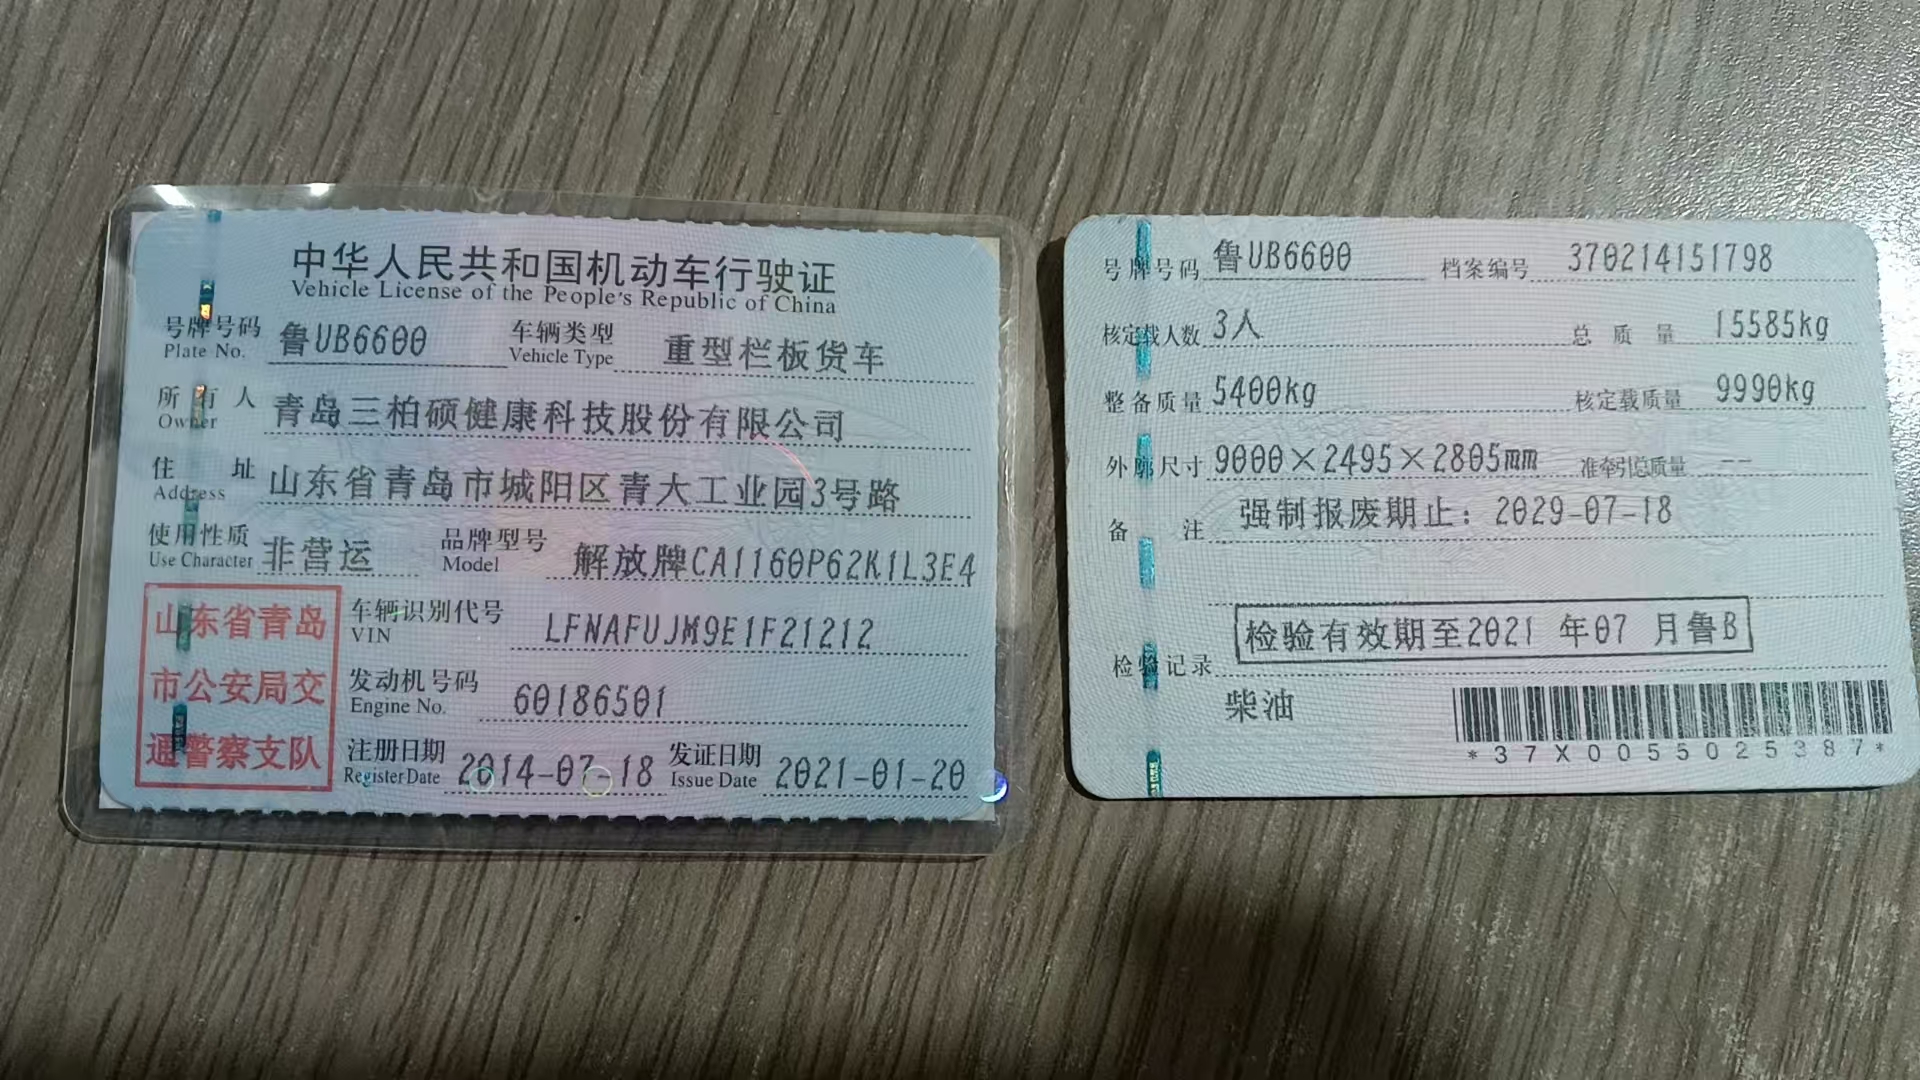 中华人民共和国机动车行驶证
Vehicle License of the People's Republic of China
号牌号码 鲁UB6600 车辆类型 重型栏板货车
Plate No. Vehicle Type
所有人 青岛三柏硕健康科技股份有限公司
Owner
住址 山东省青岛市城阳区青大工业园3号路
Address
使用性质 非营运 品牌型号 解放牌CA1160P62K1L3E4
Use Character Model
山东省青岛
市公安局交
通警察支队
车辆识别代号 LFNAFUJM9E1F21212
VIN
发动机号码 60186501
Engine No.
注册日期 2014-07-18 发证日期 2021-01-20
Register Date Issue Date
号牌号码 鲁UB6600 档案编号 370214151798
核定载人数 3人 总质量 15585kg
整备质量 5400kg 核定载质量 9990kg
外廓尺寸 9000×2495×2805mm 准牵引总质量 --
备注 强制报废期止：2029-07-18
检验有效期至2021 年07 月鲁B
检验记录
柴油
*37X0055025387*